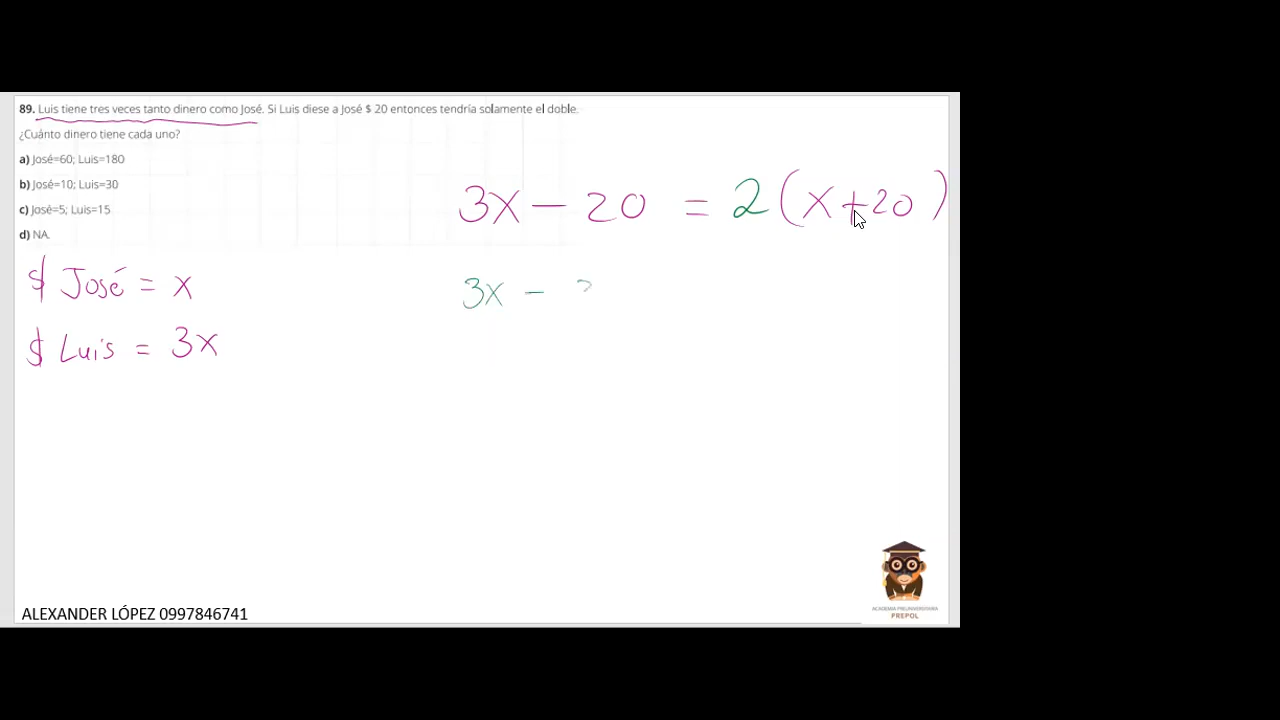 89. Luis tiene tres veces tanto dinero como José. Si Luis diese a José $ 20 entonces tendría solamente el doble.
¿Cuánto dinero tiene cada uno?
a) José=60; Luis=180
b) José=10; Luis=30
c) José=5; Luis=15
d) NA.
3x - 20 = 2 (x+20)
$ José = x
3x -
$ Luis = 3x
ACADEMIA PREUNIVERSITARIA
PREPOL
ALEXANDER LÓPEZ 0997846741